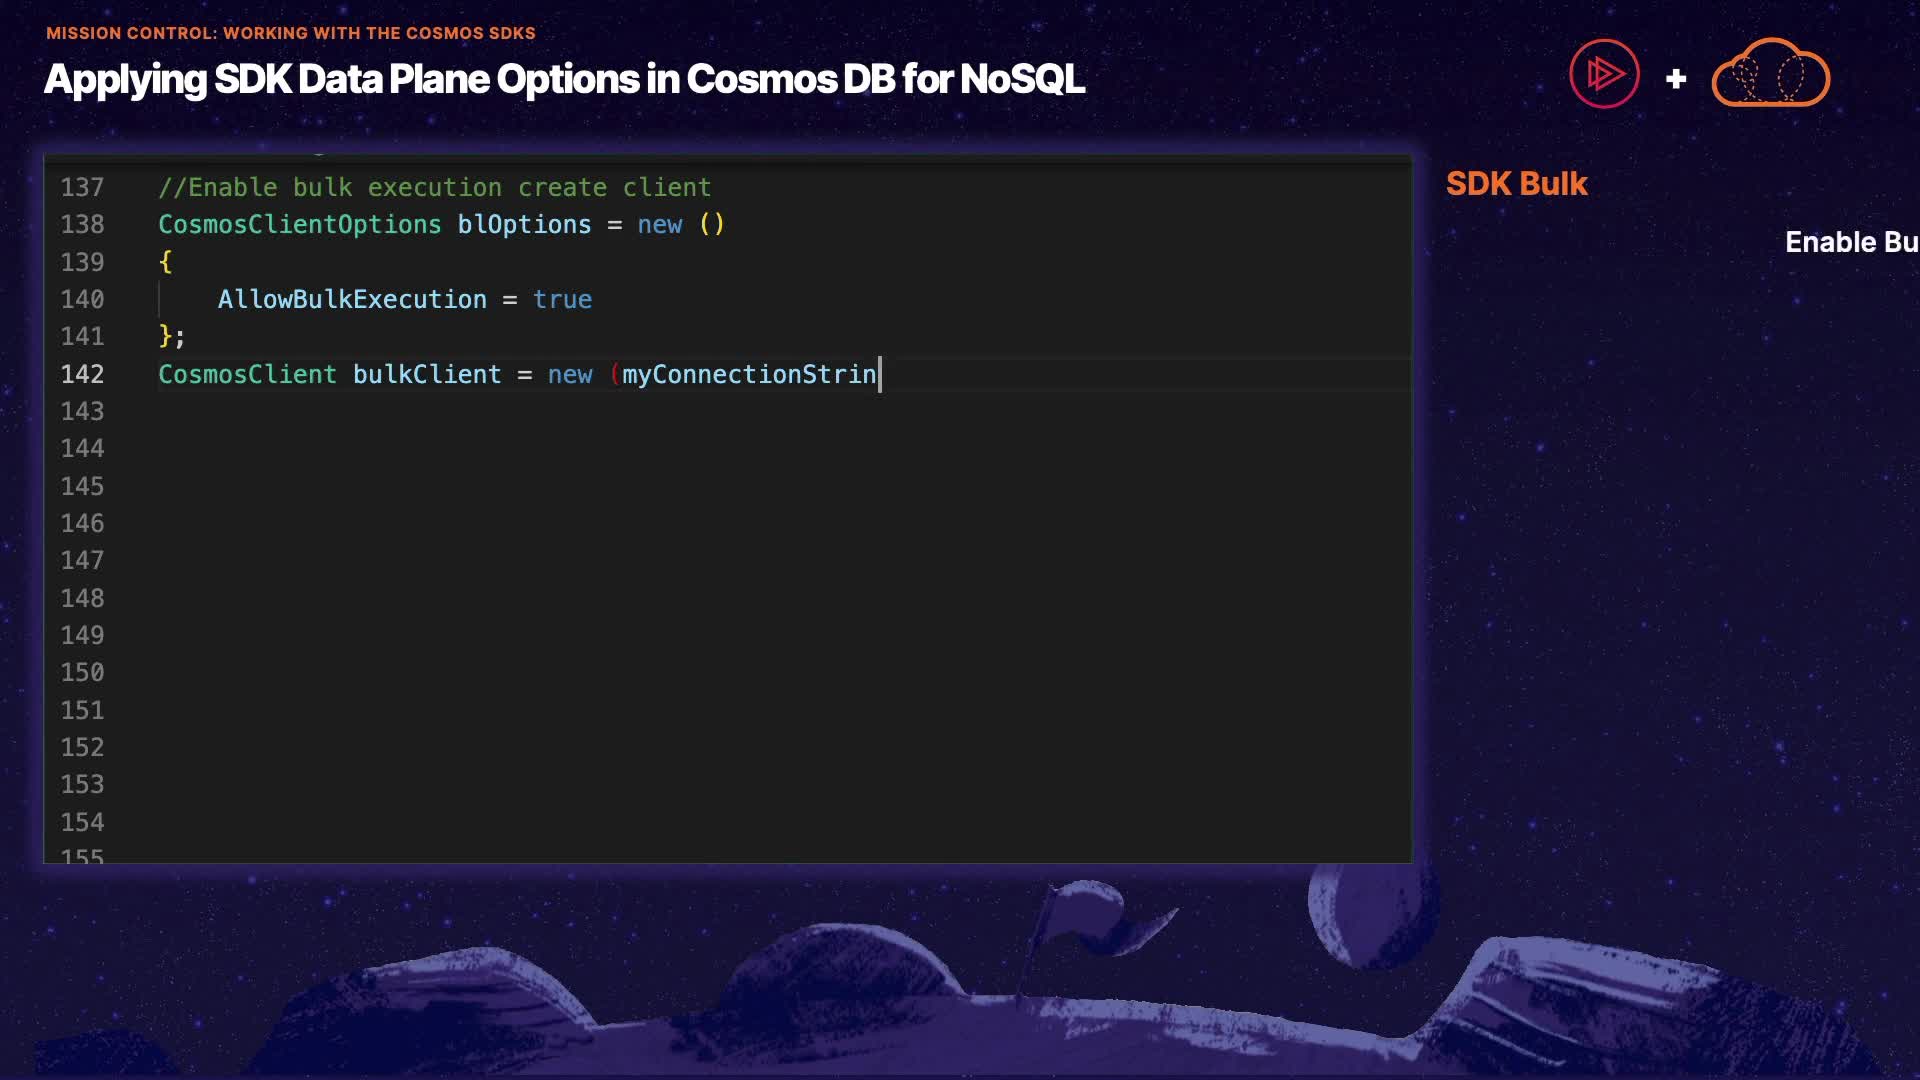 MISSION CONTROL: WORKING WITH THE COSMOS SDKS
Applying SDK Data Plane Options in Cosmos DB for NoSQL
+
137 //Enable bulk execution create client
138 CosmosClientOptions blOptions = new ()
139 {
140 AllowBulkExecution = true
141 };
142 CosmosClient bulkClient = new (myConnectionStrin
143
144
145
146
147
148
149
150
151
152
153
154
155
SDK Bulk
Enable Bu